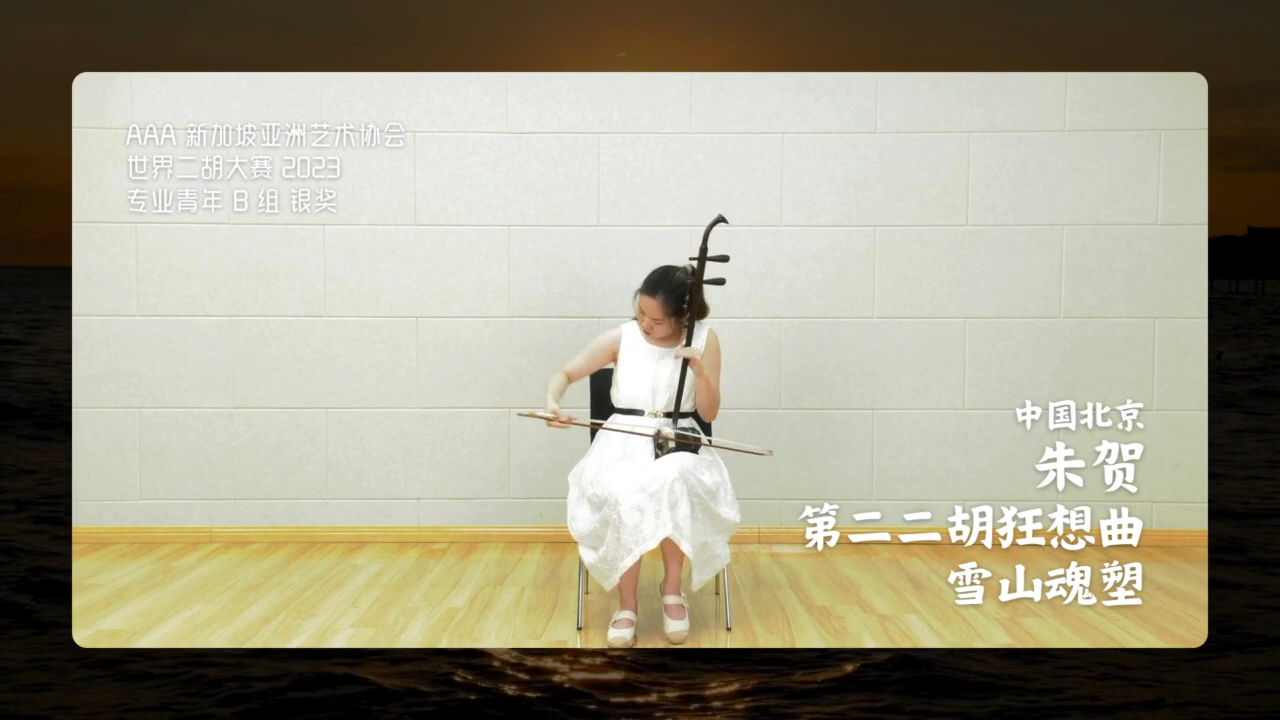 AAA 新加坡亚洲艺术协会
世界二胡大赛 2023
专业青年 B 组 银奖
中国北京
朱贺
第二二胡狂想曲
雪山魂塑